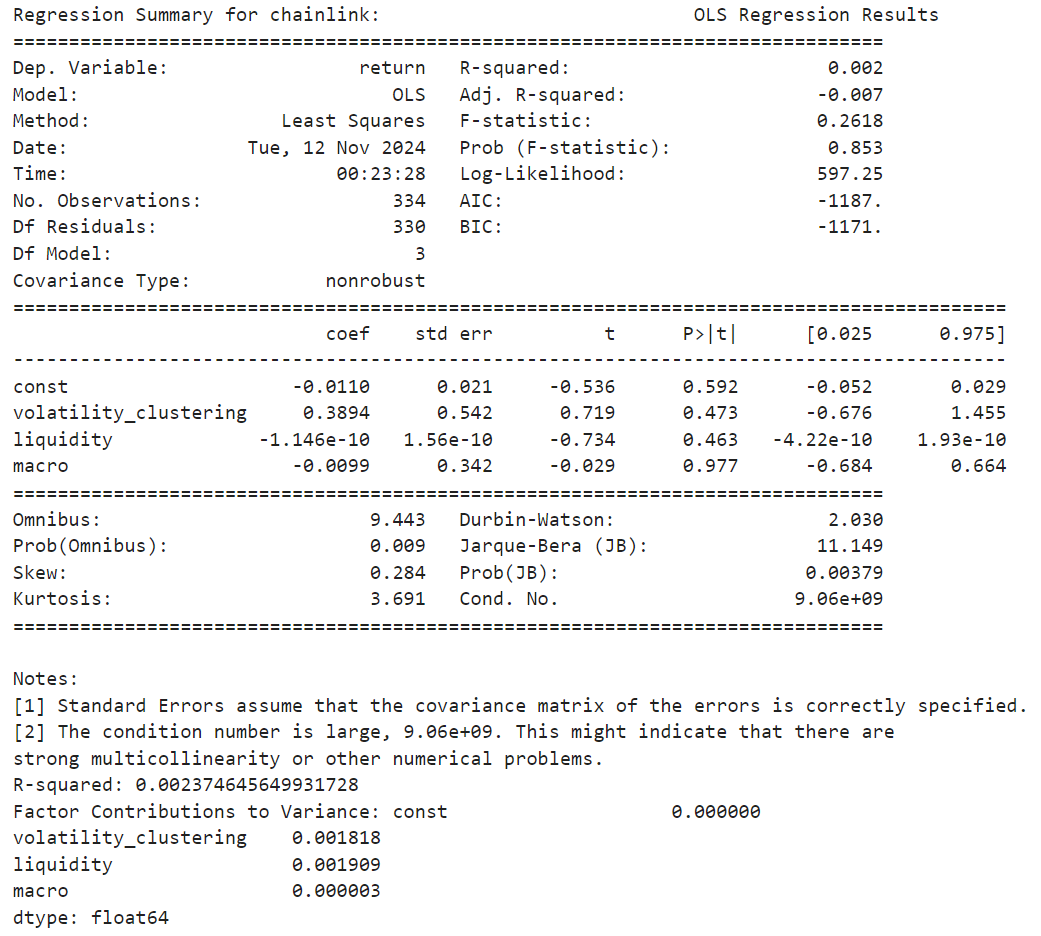 Regression Summary for chainlink:                            OLS Regression Results
==============================================================================
Dep. Variable:                 return   R-squared:                       0.002
Model:                            OLS   Adj. R-squared:                 -0.007
Method:                 Least Squares   F-statistic:                    0.2618
Date:                Tue, 12 Nov 2024   Prob (F-statistic):              0.853
Time:                        00:23:28   Log-Likelihood:                 597.25
No. Observations:                 334   AIC:                            -1187.
Df Residuals:                     330   BIC:                            -1171.
Df Model:                           3
Covariance Type:            nonrobust
=========================================================================================
                            coef    std err          t      P>|t|      [0.025      0.975]
-----------------------------------------------------------------------------------------
const                    -0.0110      0.021     -0.536      0.592      -0.052       0.029
volatility_clustering     0.3894      0.542      0.719      0.473      -0.676       1.455
liquidity             -1.146e-10   1.56e-10     -0.734      0.463   -4.22e-10    1.93e-10
macro                    -0.0099      0.342     -0.029      0.977      -0.684       0.664
==============================================================================
Omnibus:                        9.443   Durbin-Watson:                   2.030
Prob(Omnibus):                  0.009   Jarque-Bera (JB):               11.149
Skew:                           0.284   Prob(JB):                      0.00379
Kurtosis:                       3.691   Cond. No.                     9.06e+09
==============================================================================
Notes:
[1] Standard Errors assume that the covariance matrix of the errors is correctly specified.
[2] The condition number is large, 9.06e+09. This might indicate that there are
strong multicollinearity or other numerical problems.
R-squared: 0.002374645649931728
Factor Contributions to Variance: const                    0.000000
volatility_clustering    0.001818
liquidity                0.001909
macro                    0.000003
dtype: float64